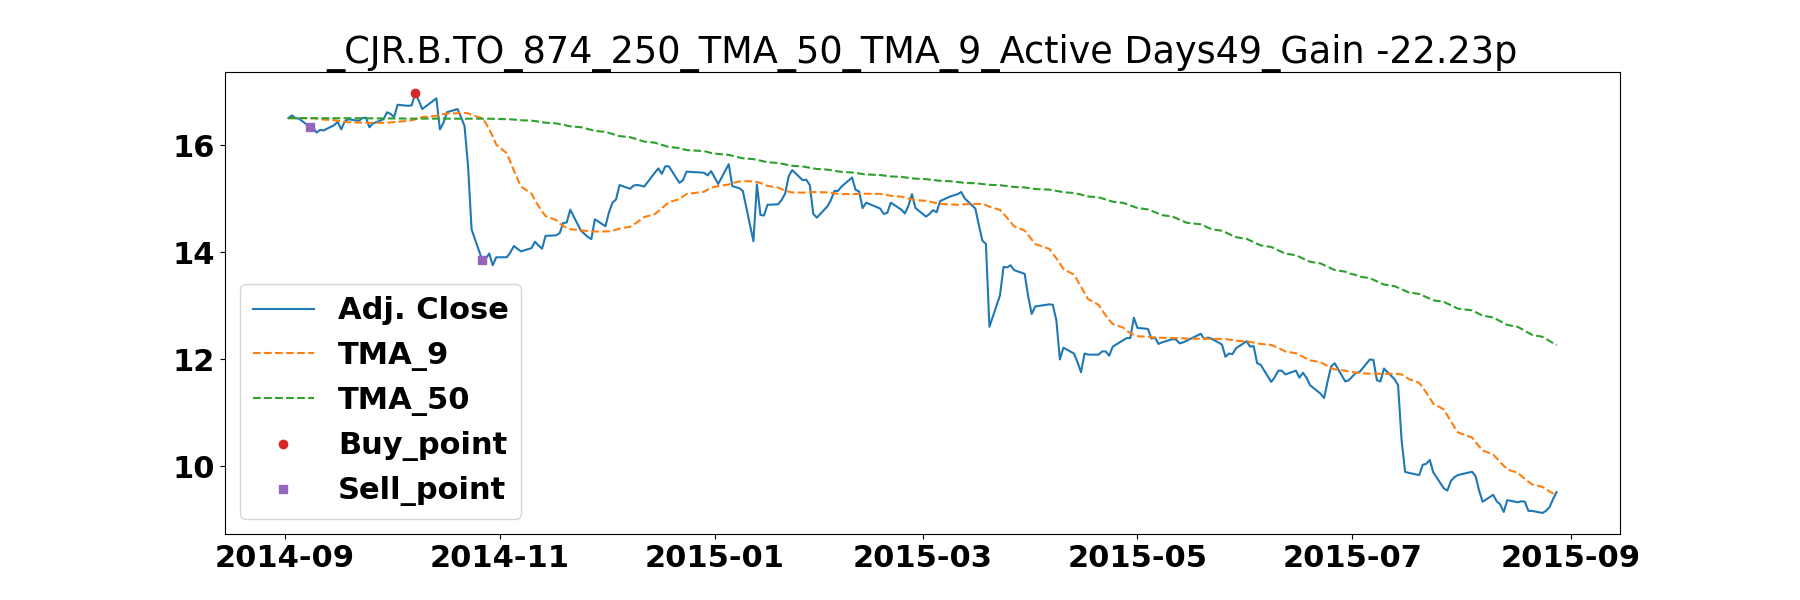 _CJR.B.TO_874_250_TMA_50_TMA_9_Active Days49_Gain -22.23p
16
14
12
10
Adj. Close
TMA_9
TMA_50
Buy_point
Sell_point
2014-09 2014-11 2015-01 2015-03 2015-05 2015-07 2015-09